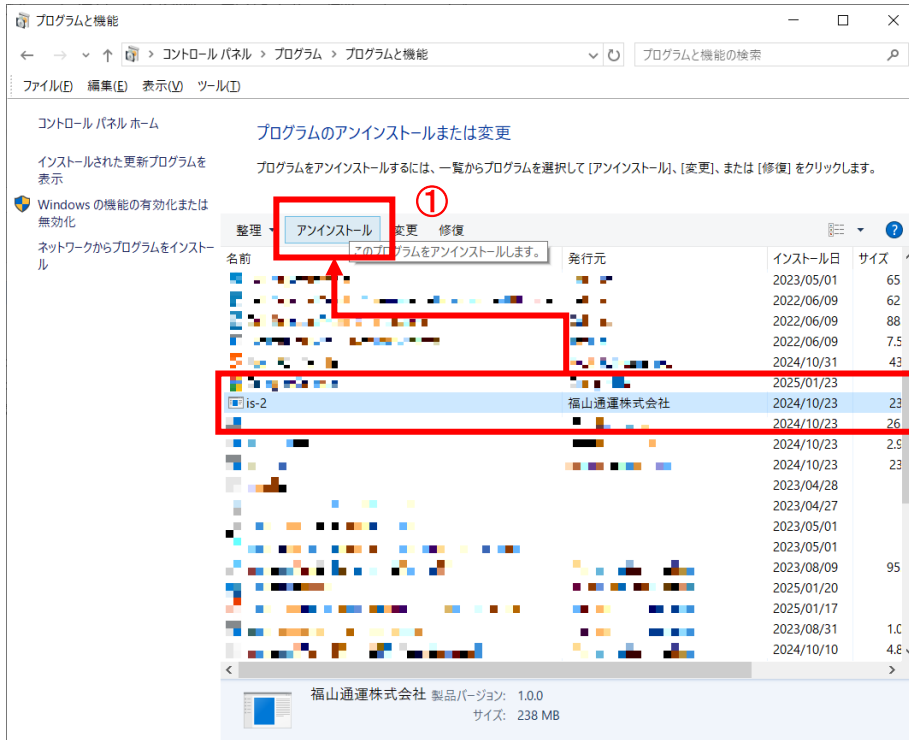 プログラムと機能
コントロール パネル > プログラム > プログラムと機能
プログラムと機能の検索
ファイル(F) 編集(E) 表示(V) ツール(T)
コントロール パネル ホーム
インストールされた更新プログラムを
表示
Windows の機能の有効化または
無効化
ネットワークからプログラムをインストー
ル
プログラムのアンインストールまたは変更
プログラムをアンインストールするには、一覧からプログラムを選択して [アンインストール]、[変更]、または [修復] をクリックします。
①
整理 アンインストール 変更 修復
このプログラムをアンインストールします。
名前 発行元 インストール日 サイズ
2023/05/01 65
2022/06/09 62
2022/06/09 88
2022/06/09 7.5
2024/10/31 43
2025/01/23
is-2 福山通運株式会社 2024/10/23 23
2024/10/23 26
2024/10/23 2.9
2024/10/23 23
2023/04/28
2023/04/27
2023/05/01
2023/05/01
2023/08/09 95
2025/01/20
2025/01/17
2023/08/31 1.0
2024/10/10 4.8
福山通運株式会社 製品バージョン: 1.0.0
サイズ: 238 MB